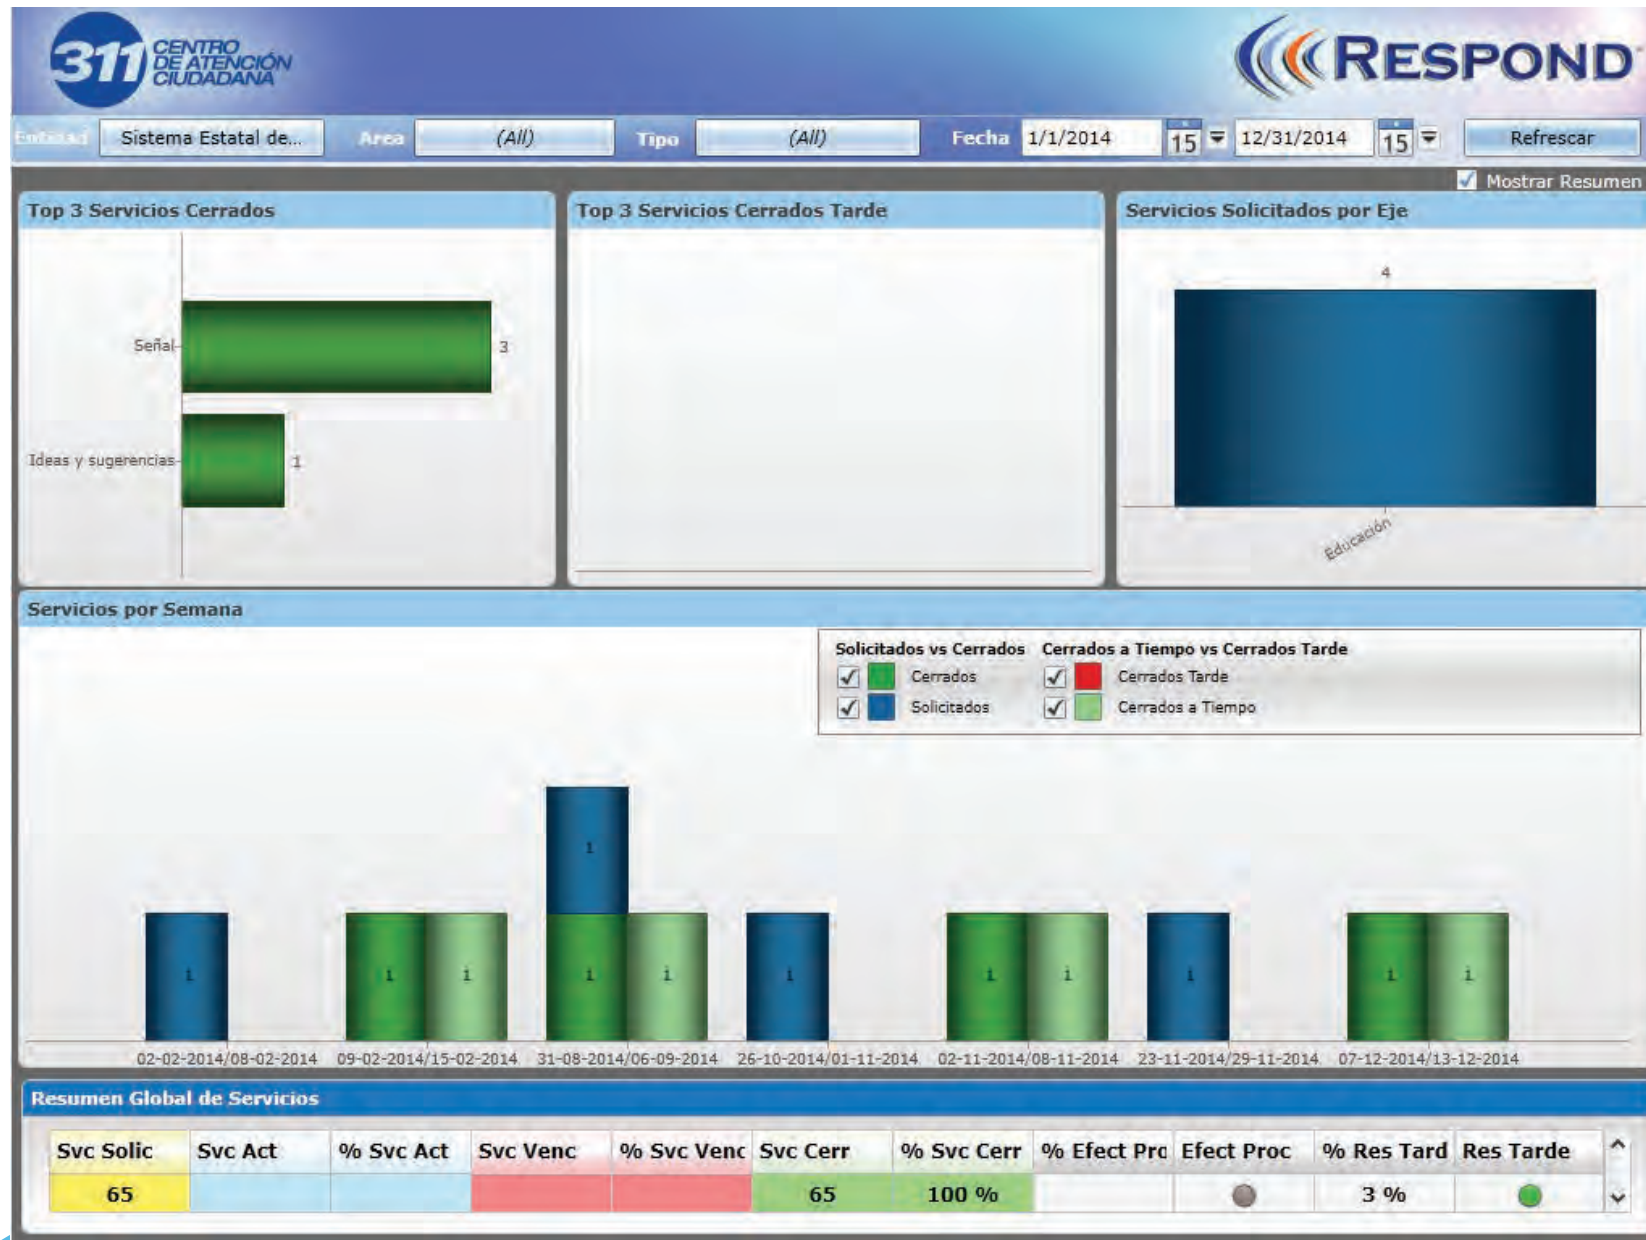 311 CENTRO
DE ATENCIÓN
CIUDADANA
RESPOND
Entidad Sistema Estatal de... Area (All) Tipo (All) Fecha 1/1/2014 15 12/31/2014 15 Refrescar
Mostrar Resumen
Top 3 Servicios Cerrados
Señal 3
Ideas y sugerencias 1
Top 3 Servicios Cerrados Tarde
Servicios Solicitados por Eje
4
Educación
Servicios por Semana
Solicitados vs Cerrados Cerrados a Tiempo vs Cerrados Tarde
Cerrados Cerrados Tarde
Solicitados Cerrados a Tiempo
1
1 1 1 1 1 1 1 1 1 1 1
02-02-2014/08-02-2014 09-02-2014/15-02-2014 31-08-2014/06-09-2014 26-10-2014/01-11-2014 02-11-2014/08-11-2014 23-11-2014/29-11-2014 07-12-2014/13-12-2014
Resumen Global de Servicios
Svc Solic Svc Act % Svc Act Svc Venc % Svc Venc Svc Cerr % Svc Cerr % Efect Prc Efect Proc % Res Tard Res Tarde
65 65 100 % 3 %